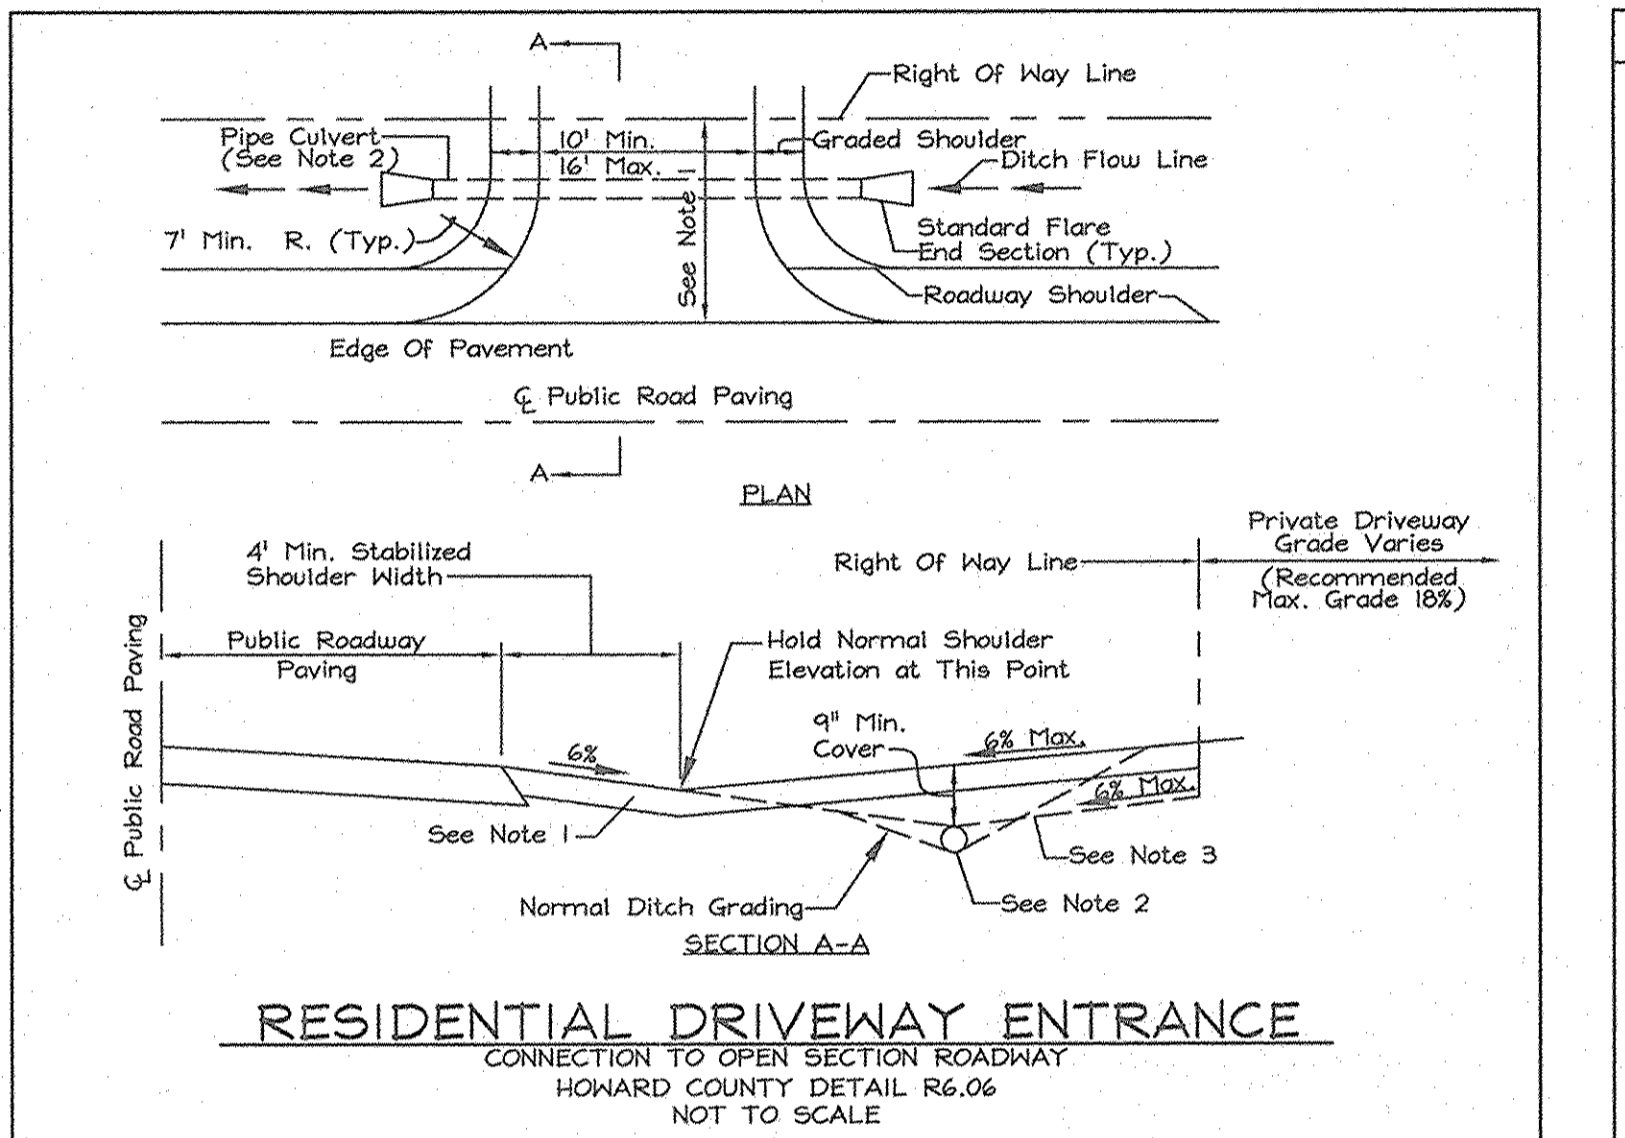 A
Right Of Way Line
Pipe Culvert
(See Note 2)
10' Min.
16' Max.
Graded Shoulder
Ditch Flow Line
7' Min. R. (Typ.)
See Note 1
Standard Flare
End Section (Typ.)
Roadway Shoulder
Edge Of Pavement
℄ Public Road Paving
A
PLAN
Private Driveway
Grade Varies
(Recommended
Max. Grade 18%)
4' Min. Stabilized
Shoulder Width
Right Of Way Line
℄ Public Road Paving
Public Roadway
Paving
Hold Normal Shoulder
Elevation at This Point
9" Min.
Cover
6%
6% Max.
6% Max.
See Note 1
See Note 3
Normal Ditch Grading
See Note 2
SECTION A-A
RESIDENTIAL DRIVEWAY ENTRANCE
CONNECTION TO OPEN SECTION ROADWAY
HOWARD COUNTY DETAIL R6.06
NOT TO SCALE